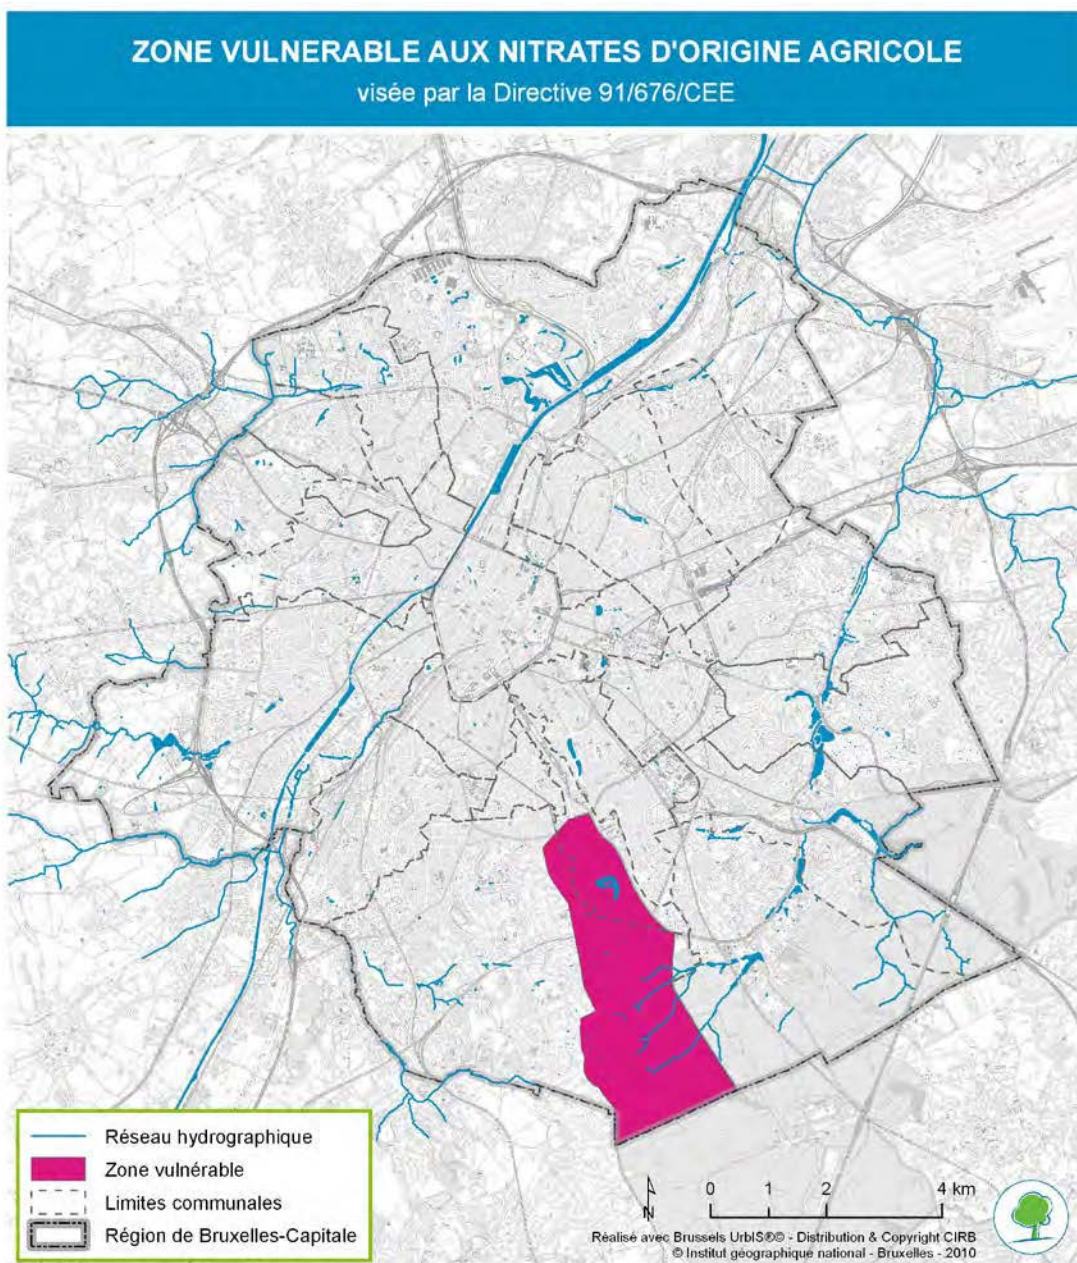 ZONE VULNERABLE AUX NITRATES D'ORIGINE AGRICOLE
visée par la Directive 91/676/CEE
Réseau hydrographique
Zone vulnérable
Limites communales
Région de Bruxelles-Capitale
N
0 1 2 4 km
Réalisé avec Brussels UrbIS®© - Distribution & Copyright CIRB
© Institut géographique national - Bruxelles - 2010